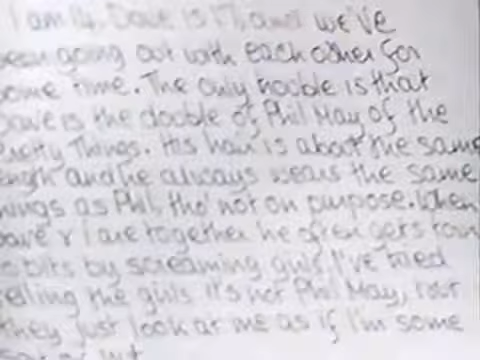 I am 14, Dave is 17, and we've
been going out with each other for
some time. The only trouble is that
Dave is the double of Phil May of the
Pretty Things. His hair is about the same
length and he always wears the same
things as Phil, tho' not on purpose. When
Dave & I are together he often gets torn
to bits by screaming girls. I've tried
telling the girls it's not Phil May, but
they just look at me as if I'm some